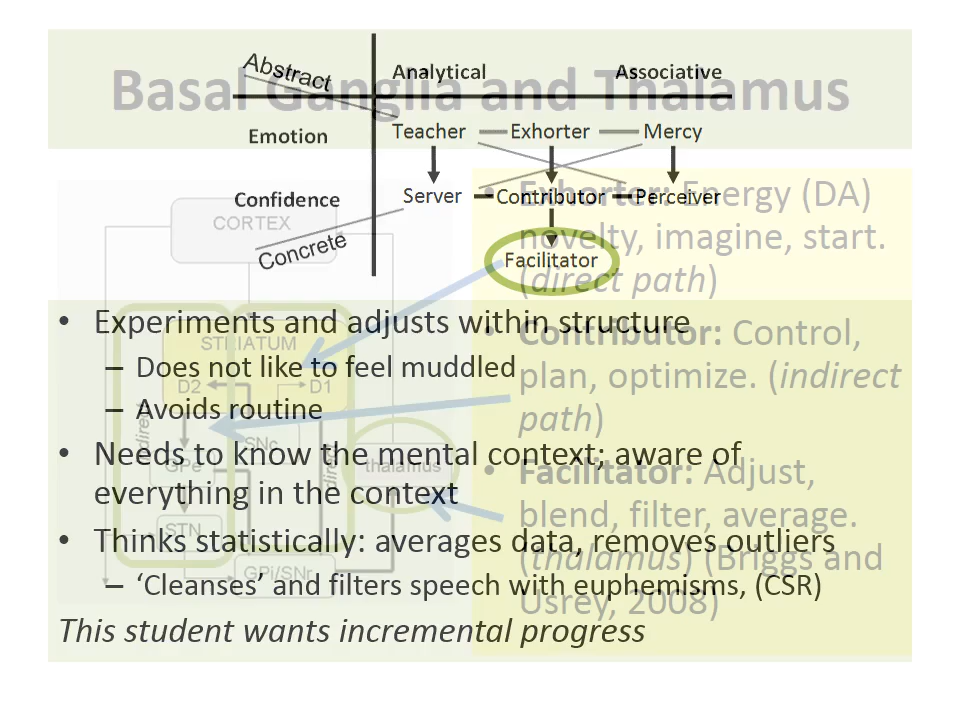 Basal Ganglia and Thalamus
Abstract
Analytical
Associative
Emotion
Teacher
Exhorter
Mercy
Confidence
Server
Contributor
Perceiver
Concrete
Facilitator
• Experiments and adjusts within structure
– Does not like to feel muddled
– Avoids routine
• Needs to know the mental context; aware of
everything in the context
• Thinks statistically: averages data, removes outliers
– ‘Cleanses’ and filters speech with euphemisms, (CSR)
This student wants incremental progress
• Exhorter: Energy (DA)
novelty, imagine, start.
(direct path)
• Contributor: Control,
plan, optimize. (indirect
path)
• Facilitator: Adjust,
blend, filter, average.
(thalamus) (Briggs and
Usrey, 2008)
CORTEX
STRIATUM
D2
D1
SNc
direct
GPe
thalamus
STN
GPi/SNr